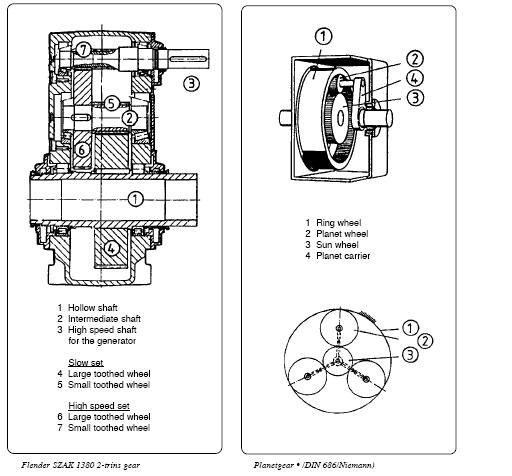 7
3
5
2
6
1
4
1 Hollow shaft
2 Intermediate shaft
3 High speed shaft
for the generator
Slow set
4 Large toothed wheel
5 Small toothed wheel
High speed set
6 Large toothed wheel
7 Small toothed wheel
Flender SZAK 1380 2-trins gear
1
2
4
3
1 Ring wheel
2 Planet wheel
3 Sun wheel
4 Planet carrier
1
2
3
Planetgear • /DIN 686/Niemann)